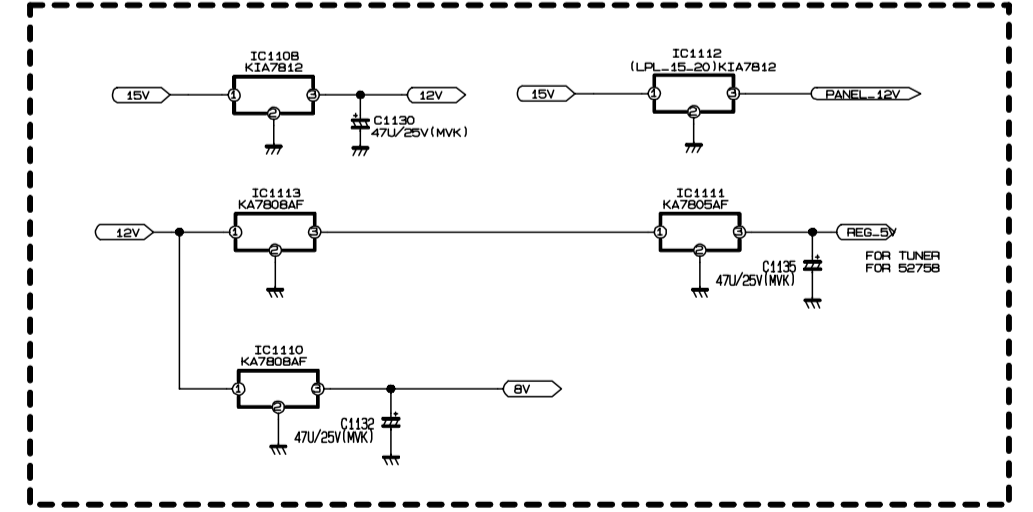 IC1108
KIA7812
15V
1
3
12V
2
C1130
47U/25V(MVK)
IC1112
(LPL_15_20)KIA7812
15V
1
3
PANEL_12V
2
IC1113
KA7808AF
12V
1
3
2
IC1111
KA7805AF
1
3
REG_5V
2
FOR TUNER
FOR 52758
C1135
47U/25V(MVK)
IC1110
KA7808AF
1
3
8V
2
C1132
47U/25V(MVK)